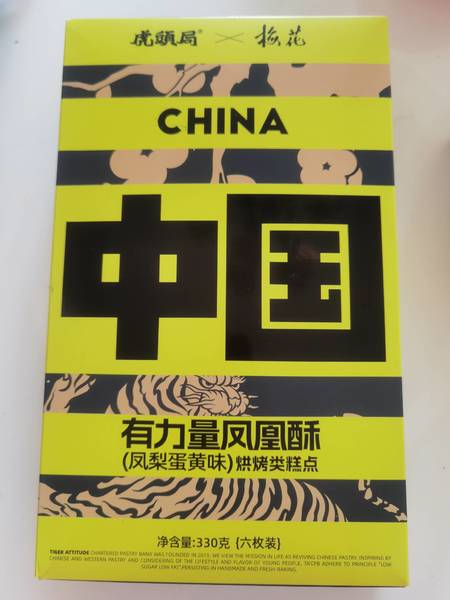 虎頭局® × 梅花
CHINA
中国
有力量凤凰酥
(凤梨蛋黄味)烘烤类糕点
净含量:330克 {六枚装}
TIGER ATTITUDE CHARTERED PASTRY BANK WAS FOUNDED IN 2019. WE VIEW THE MISSION IN LIFE AS REVIVING CHINESE PASTRY, INSPIRING BY
CHINESE AND WESTERN PASTRY AND CONSIDERING OF THE LIFESTYLE AND FLAVOR OF YOUNG PEOPLE, TACPB ADHERE TO PRINCIPLE "LOW
SUGAR LOW FAT",PERSISTING IN HANDMADE AND FRESH-BAKING.